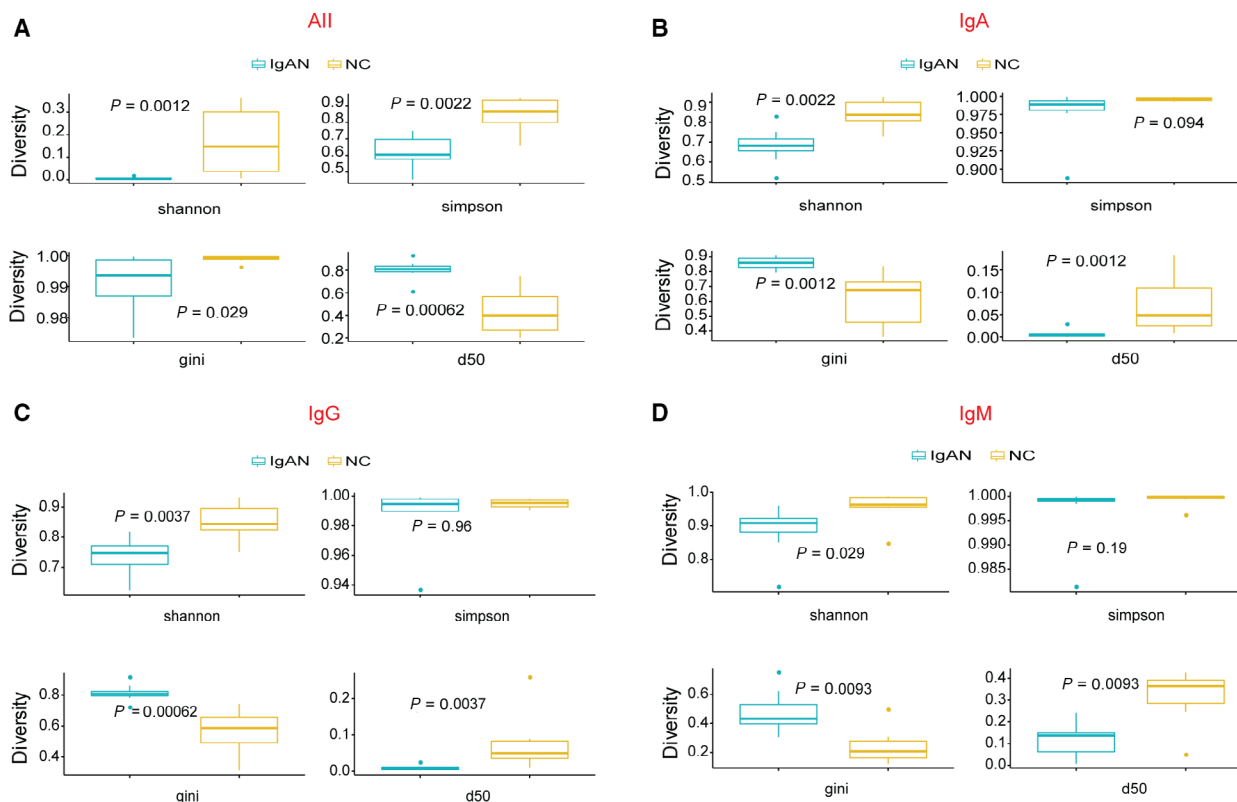 A
All
IgAN NC
Diversity
0.3
0.2
0.1
0.0
P = 0.0012
shannon
0.9
0.8
0.7
0.6
0.5
P = 0.0022
simpson
Diversity
1.00
0.99
0.98
P = 0.029
gini
0.8
0.6
0.4
0.2
P = 0.00062
d50
B
IgA
IgAN NC
Diversity
0.9
0.8
0.7
0.6
0.5
P = 0.0022
shannon
1.000
0.975
0.950
0.925
0.900
P = 0.094
simpson
Diversity
0.9
0.8
0.7
0.6
0.5
0.4
P = 0.0012
gini
0.15
0.10
0.05
0.00
P = 0.0012
d50
C
IgG
IgAN NC
Diversity
0.9
0.8
0.7
P = 0.0037
shannon
1.00
0.98
0.96
0.94
P = 0.96
simpson
Diversity
0.8
0.6
0.4
P = 0.00062
gini
0.2
0.1
0.0
P = 0.0037
d50
D
IgM
IgAN NC
Diversity
1.0
0.9
0.8
P = 0.029
shannon
1.000
0.995
0.990
0.985
P = 0.19
simpson
Diversity
0.6
0.4
0.2
P = 0.0093
gini
0.4
0.3
0.2
0.1
0.0
P = 0.0093
d50